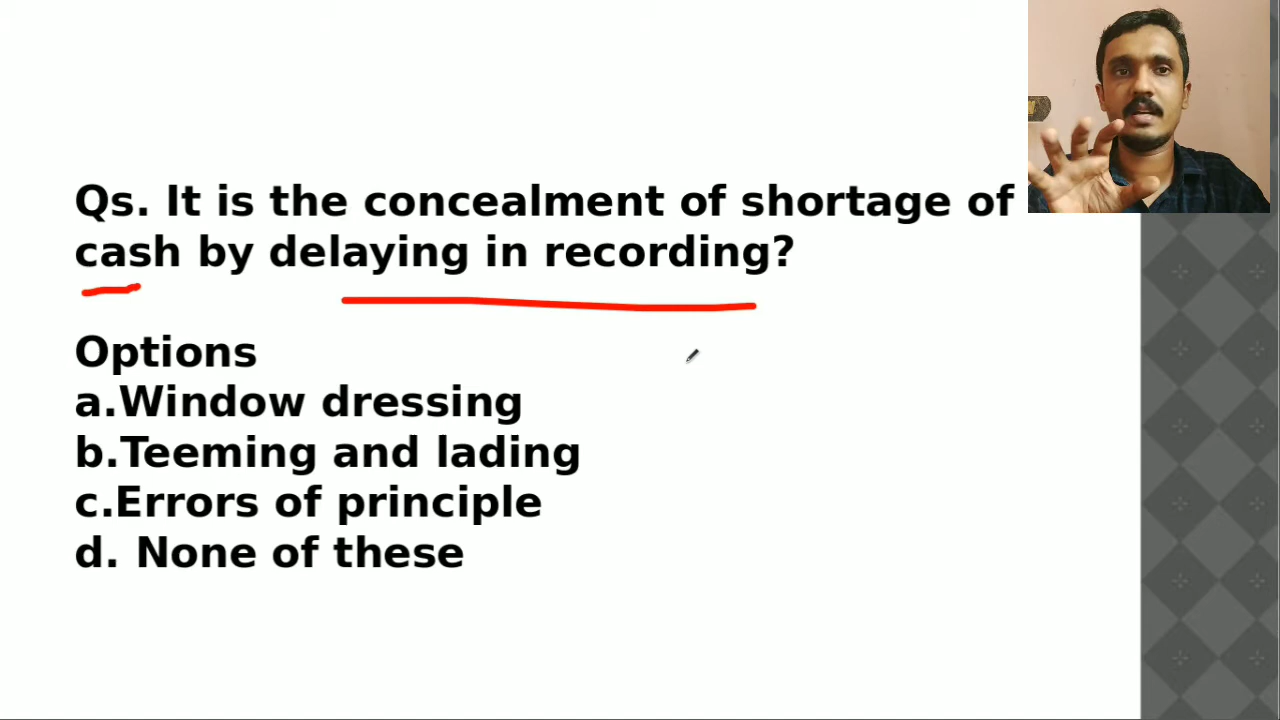 Qs. It is the concealment of shortage of
cash by delaying in recording?
Options
a.Window dressing
b.Teeming and lading
c.Errors of principle
d. None of these